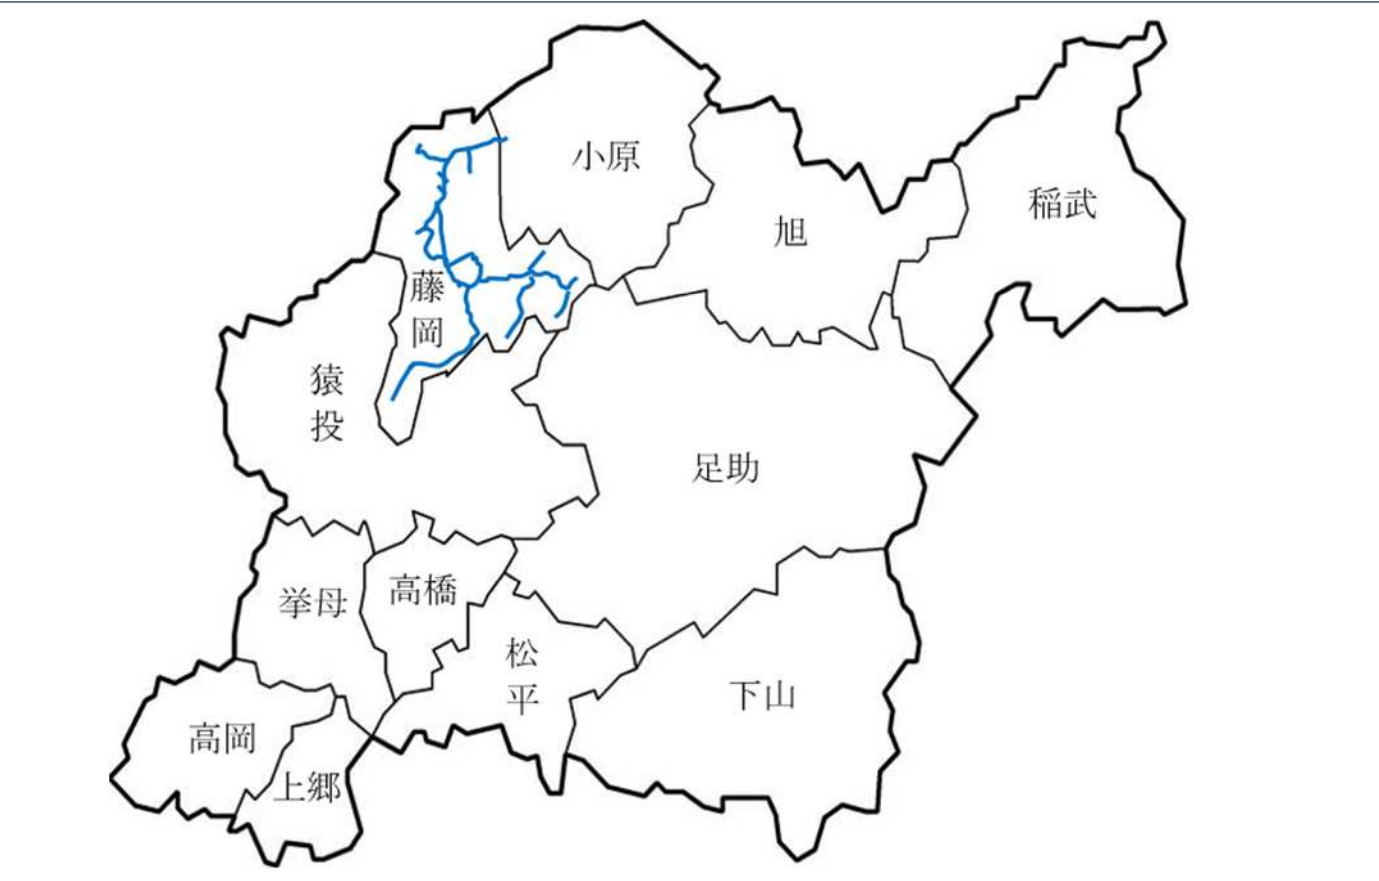 小原
稲武
旭
藤
岡
猿
投
足助
挙母
高橋
松
平
下山
高岡
上郷